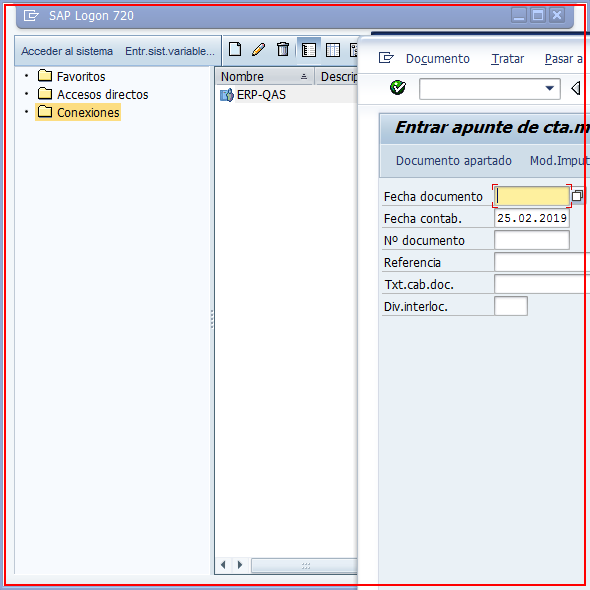 SAP Logon 720
Acceder al sistema Entr.sist.variable...
Favoritos
Accesos directos
Conexiones
Nombre Descrip
ERP-QAS
Documento Tratar Pasar a
Entrar apunte de cta.m
Documento apartado Mod.Imput
Fecha documento
Fecha contab. 25.02.2019
Nº documento
Referencia
Txt.cab.doc.
Div.interloc.